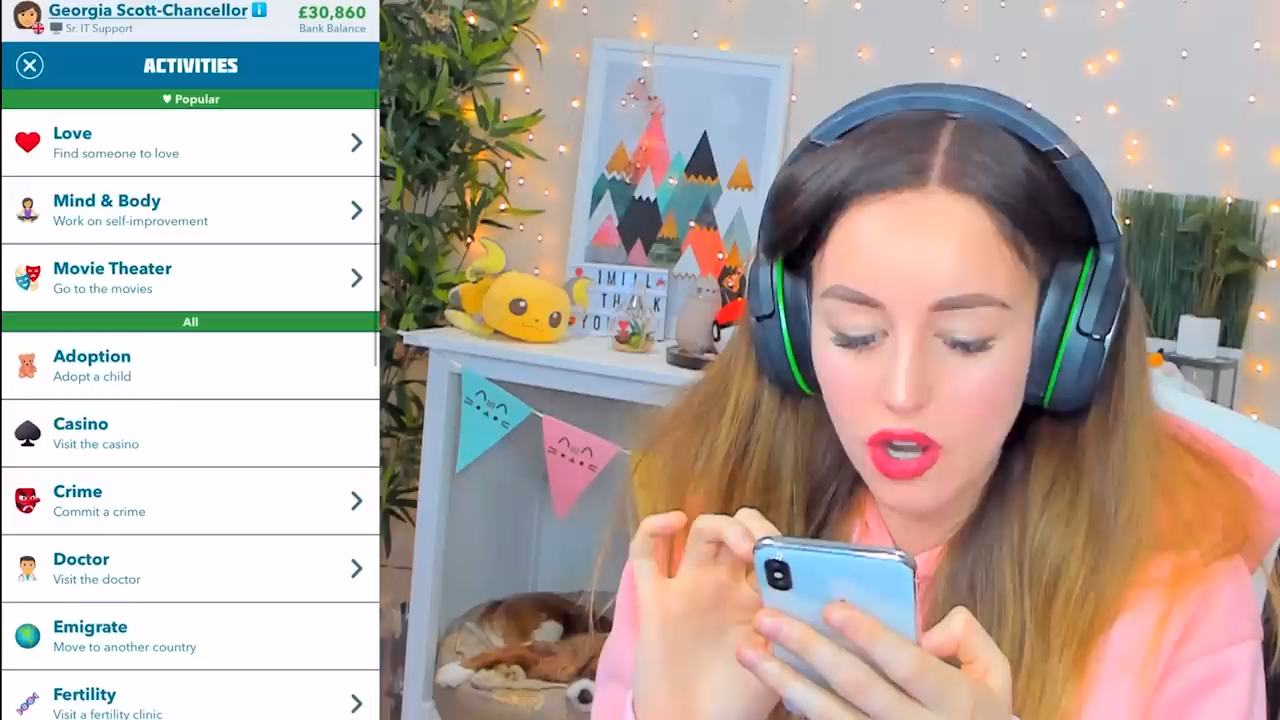 Georgia Scott-Chancellor
£30,860
Sr. IT Support
Bank Balance
ACTIVITIES
Popular
Love
Find someone to love
Mind & Body
Work on self-improvement
Movie Theater
Go to the movies
All
Adoption
Adopt a child
Casino
Visit the casino
Crime
Commit a crime
Doctor
Visit the doctor
Emigrate
Move to another country
Fertility
Visit a fertility clinic